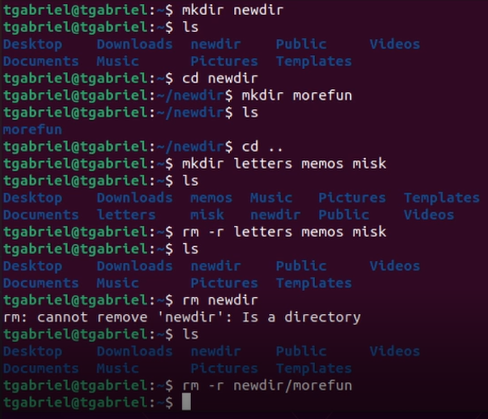 tgabriel@tgabriel:~$ mkdir newdir
tgabriel@tgabriel:~$ ls
Desktop Downloads newdir Public Videos
Documents Music Pictures Templates
tgabriel@tgabriel:~$ cd newdir
tgabriel@tgabriel:~/newdir$ mkdir morefun
tgabriel@tgabriel:~/newdir$ ls
morefun
tgabriel@tgabriel:~/newdir$ cd ..
tgabriel@tgabriel:~$ mkdir letters memos misk
tgabriel@tgabriel:~$ ls
Desktop Downloads memos Music Pictures Templates
Documents letters misk newdir Public Videos
tgabriel@tgabriel:~$ rm -r letters memos misk
tgabriel@tgabriel:~$ ls
Desktop Downloads newdir Public Videos
Documents Music Pictures Templates
tgabriel@tgabriel:~$ rm newdir
rm: cannot remove 'newdir': Is a directory
tgabriel@tgabriel:~$ ls
Desktop Downloads newdir Public Videos
Documents Music Pictures Templates
tgabriel@tgabriel:~$ rm -r newdir/morefun
tgabriel@tgabriel:~$